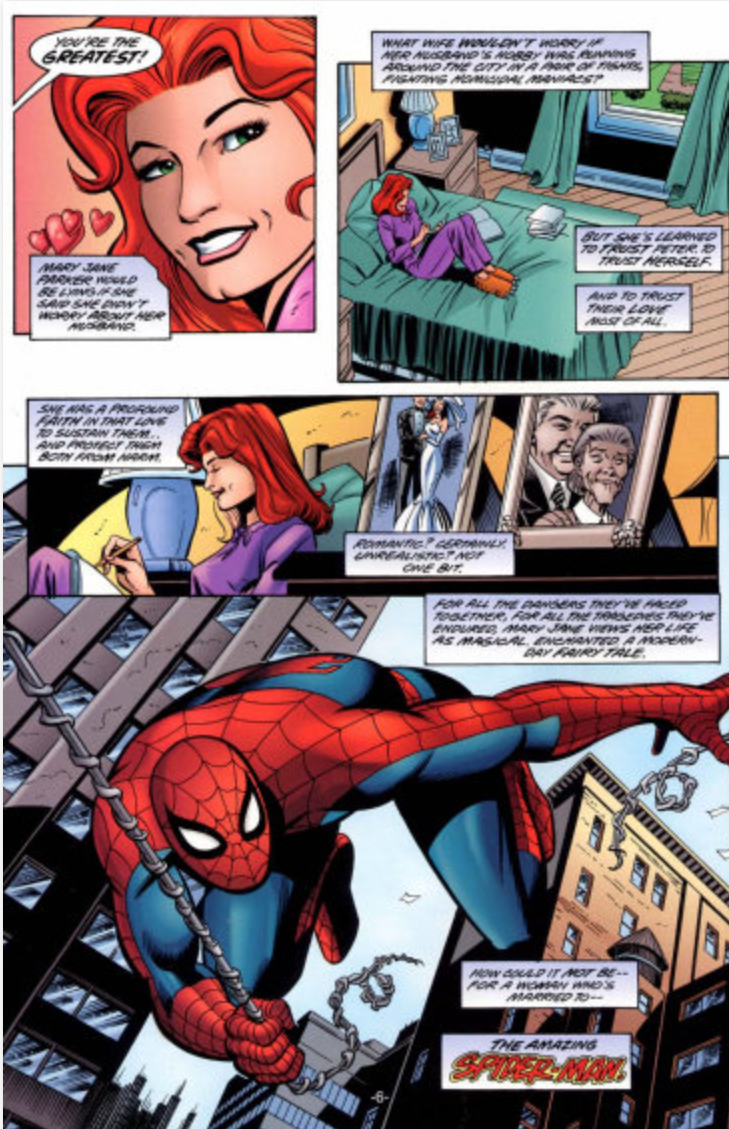 YOU'RE THE
GREATEST!
MARY JANE
PARKER WOULD
BE LYING IF SHE
SAID SHE DIDN'T
WORRY ABOUT HER
HUSBAND.
WHAT WIFE WOULDN'T WORRY IF
HER HUSBAND'S HOBBY WAS RUNNING
AROUND THE CITY IN A PAIR OF TIGHTS,
FIGHTING HOMICIDAL MANIACS?
BUT SHE'S LEARNED
TO TRUST PETER. TO
TRUST HERSELF.
AND TO TRUST
THEIR LOVE
MOST OF ALL.
SHE HAS A PROFOUND
FAITH IN THAT LOVE
TO SUSTAIN THEM...
AND PROTECT THEM
BOTH FROM HARM.
ROMANTIC? CERTAINLY.
UNREALISTIC? NOT
ONE BIT.
FOR ALL THE DANGERS THEY'VE FACED
TOGETHER, FOR ALL THE TRAGEDIES THEY'VE
ENDURED, MARY JANE VIEWS HER LIFE
AS MAGICAL, ENCHANTED A MODERN-
DAY FAIRY TALE.
HOW COULD IT NOT BE--
FOR A WOMAN WHO'S
MARRIED TO--
THE AMAZING
SPIDER-MAN.
-6-